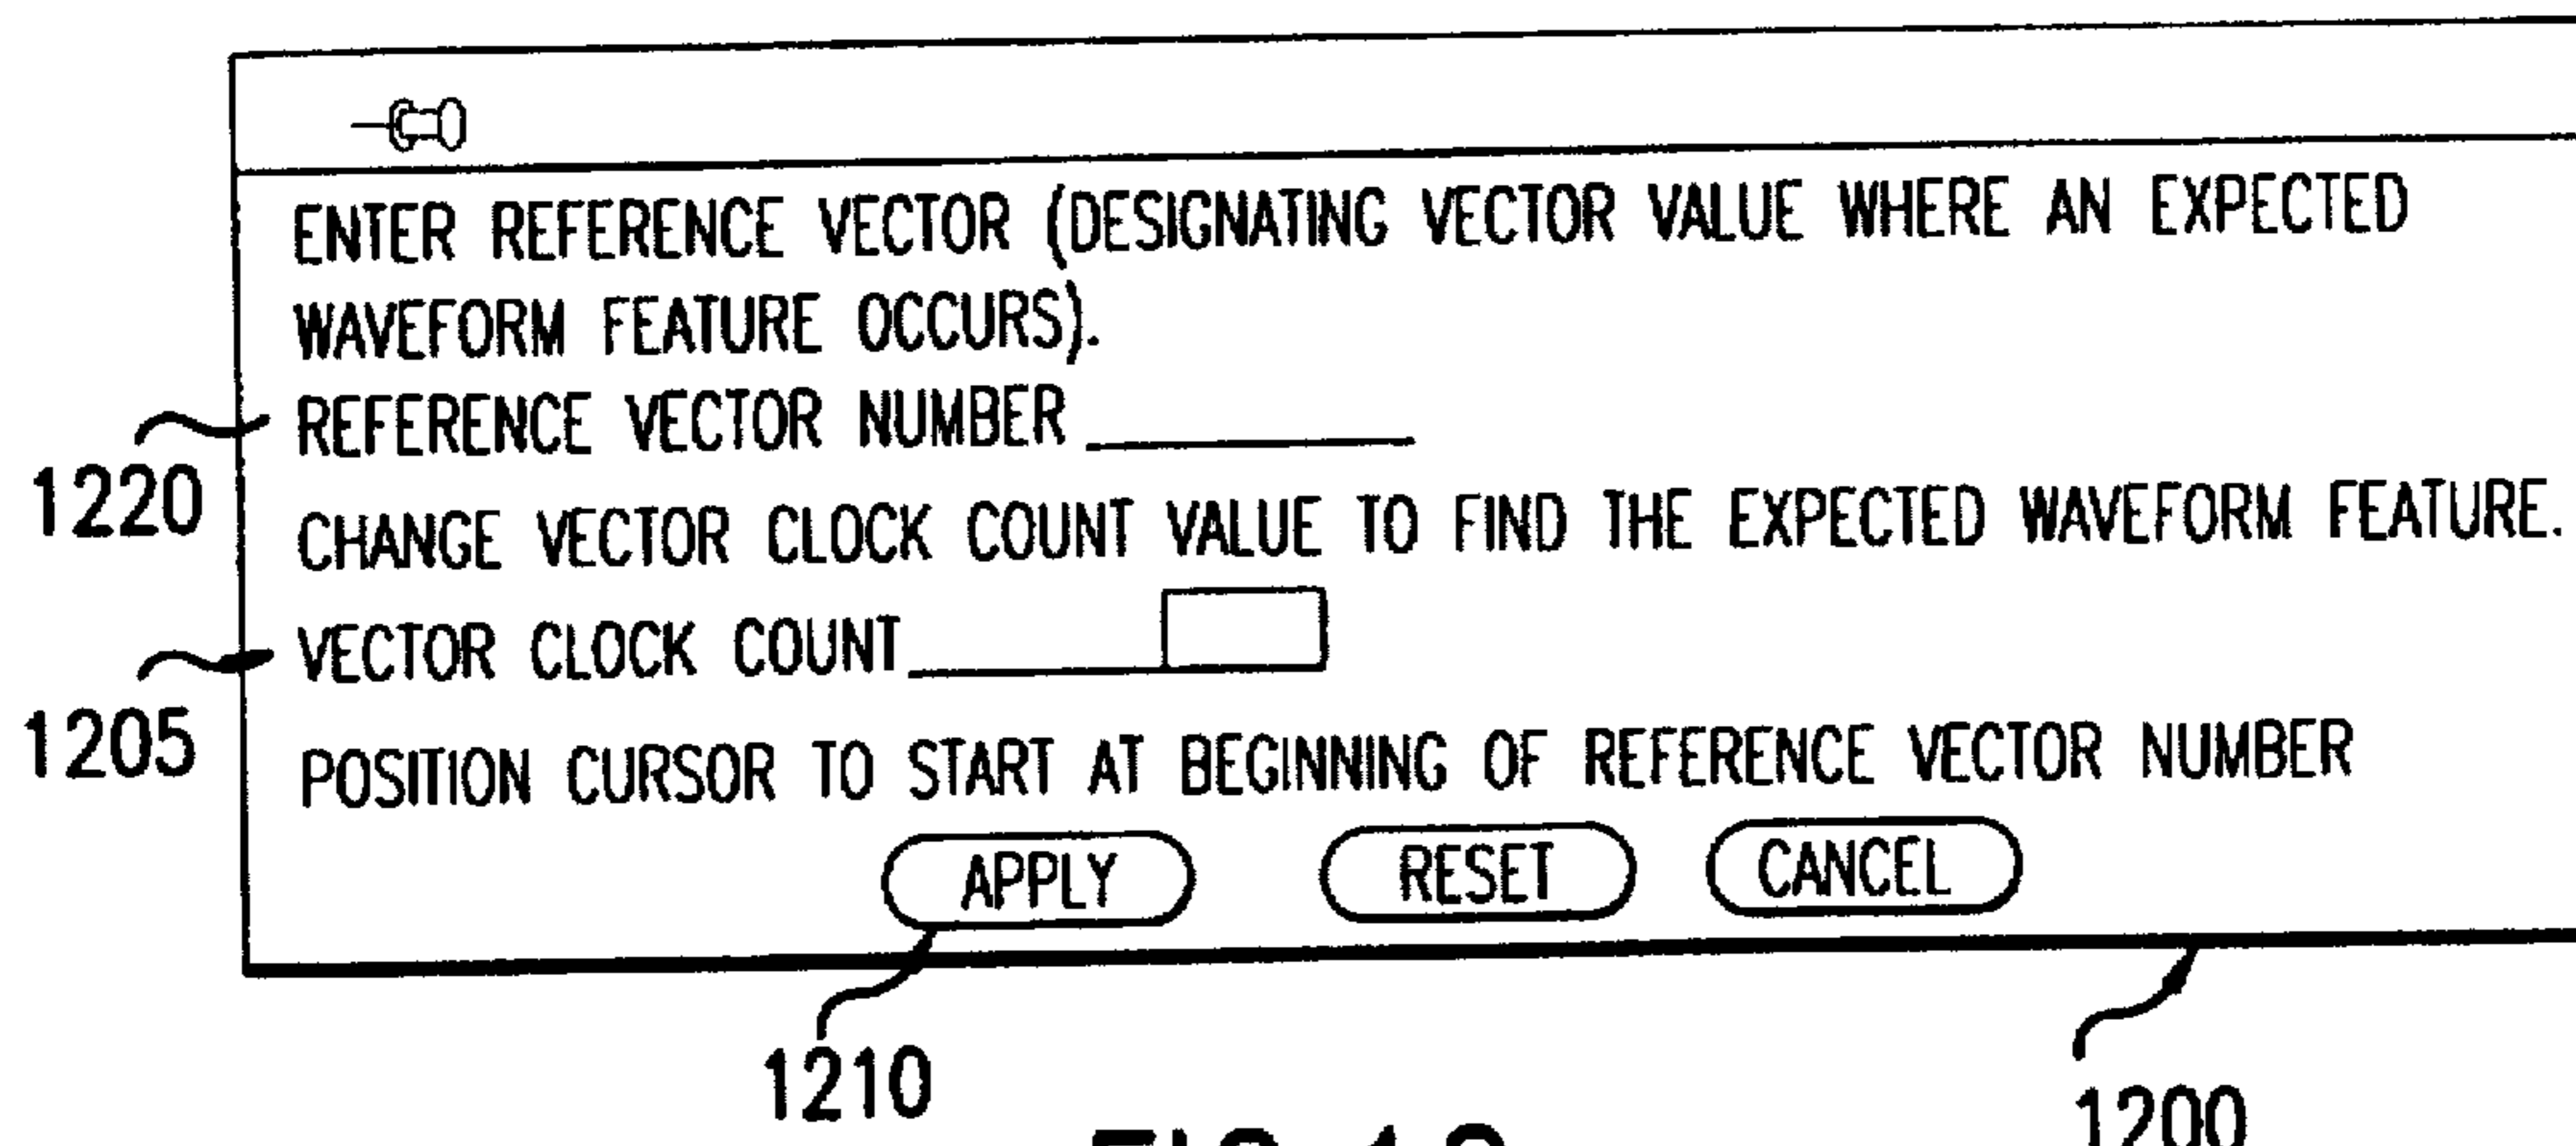 ENTER REFERENCE VECTOR (DESIGNATING VECTOR VALUE WHERE AN EXPECTED
WAVEFORM FEATURE OCCURS).
REFERENCE VECTOR NUMBER
1220
CHANGE VECTOR CLOCK COUNT VALUE TO FIND THE EXPECTED WAVEFORM FEATURE.
VECTOR CLOCK COUNT
1205
POSITION CURSOR TO START AT BEGINNING OF REFERENCE VECTOR NUMBER
APPLY RESET CANCEL
1210
1200